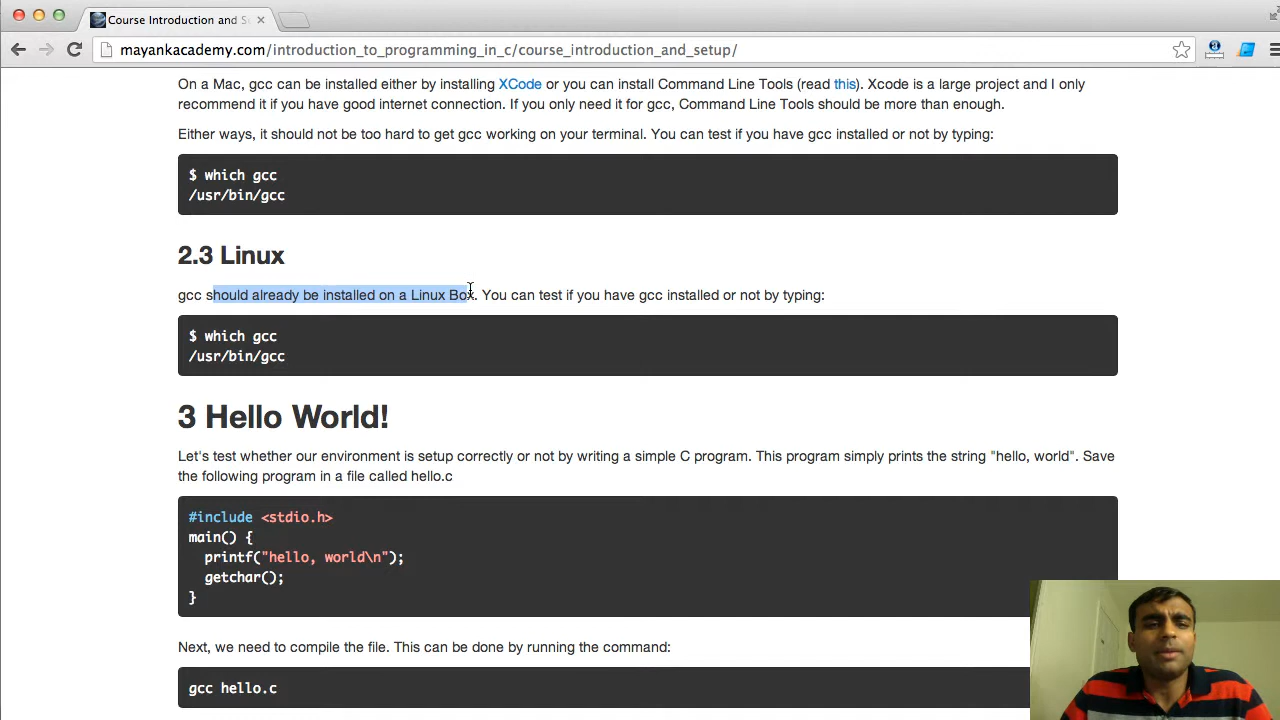 Course Introduction and S
mayankacademy.com/introduction_to_programming_in_c/course_introduction_and_setup/
On a Mac, gcc can be installed either by installing XCode or you can install Command Line Tools (read this). Xcode is a large project and I only
recommend it if you have good internet connection. If you only need it for gcc, Command Line Tools should be more than enough.
Either ways, it should not be too hard to get gcc working on your terminal. You can test if you have gcc installed or not by typing:
$ which gcc
/usr/bin/gcc
2.3 Linux
gcc should already be installed on a Linux Box. You can test if you have gcc installed or not by typing:
$ which gcc
/usr/bin/gcc
3 Hello World!
Let's test whether our environment is setup correctly or not by writing a simple C program. This program simply prints the string "hello, world". Save
the following program in a file called hello.c
#include <stdio.h>
main() {
printf("hello, world\n");
getchar();
}
Next, we need to compile the file. This can be done by running the command:
gcc hello.c